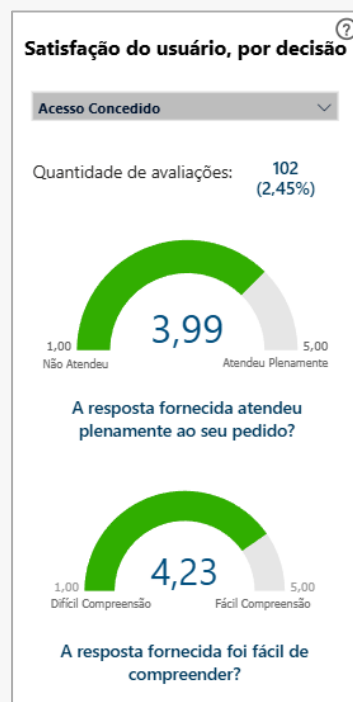 ?
Satisfação do usuário, por decisão
Acesso Concedido
Quantidade de avaliações: 102
(2,45%)
3,99
1,00 5,00
Não Atendeu Atendeu Plenamente
A resposta fornecida atendeu
plenamente ao seu pedido?
4,23
1,00 5,00
Difícil Compreensão Fácil Compreensão
A resposta fornecida foi fácil de
compreender?